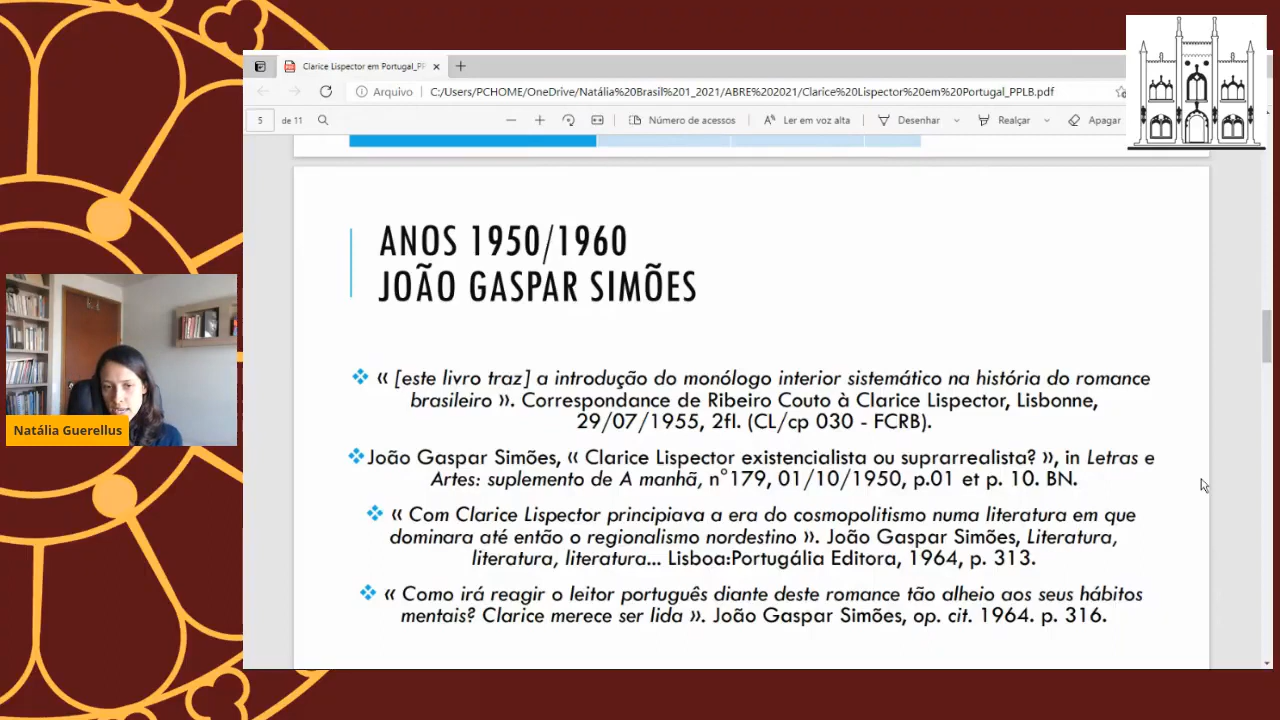 Clarice Lispector em Portugal_PP
Arquivo
C:/Users/PCHOME/OneDrive/Natália%20Brasil%201_2021/ABRE%202021/Clarice%20Lispector%20em%20Portugal_PPLB.pdf
5 de 11
Número de acessos
Ler em voz alta
Desenhar
Realçar
Apagar
ANOS 1950/1960
JOÃO GASPAR SIMÕES
« [este livro traz] a introdução do monólogo interior sistemático na história do romance
brasileiro ». Correspondance de Ribeiro Couto à Clarice Lispector, Lisbonne,
29/07/1955, 2fl. (CL/cp 030 - FCRB).
João Gaspar Simões, « Clarice Lispector existencialista ou suprarrealista? », in Letras e
Artes: suplemento de A manhã, n°179, 01/10/1950, p.01 et p. 10. BN.
« Com Clarice Lispector principiava a era do cosmopolitismo numa literatura em que
dominara até então o regionalismo nordestino ». João Gaspar Simões, Literatura,
literatura, literatura... Lisboa:Portugália Editora, 1964, p. 313.
« Como irá reagir o leitor português diante deste romance tão alheio aos seus hábitos
mentais? Clarice merece ser lida ». João Gaspar Simões, op. cit. 1964. p. 316.
Natália Guerellus